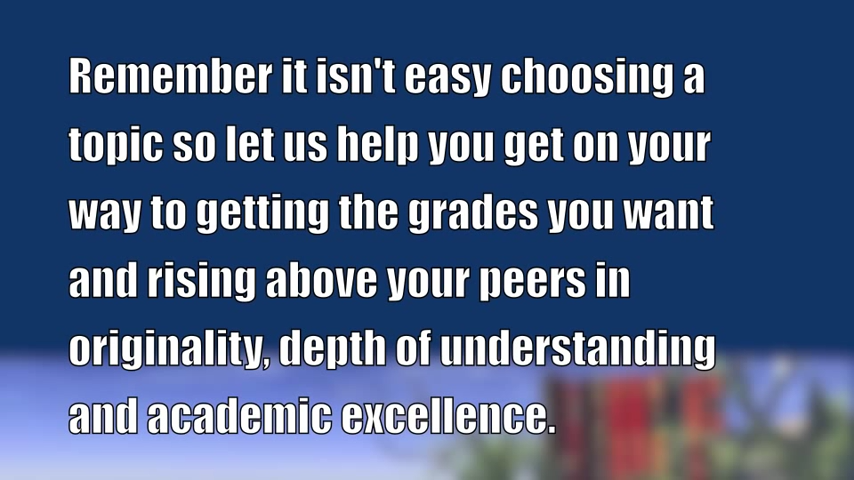 Remember it isn't easy choosing a
topic so let us help you get on your
way to getting the grades you want
and rising above your peers in
originality, depth of understanding
and academic excellence.